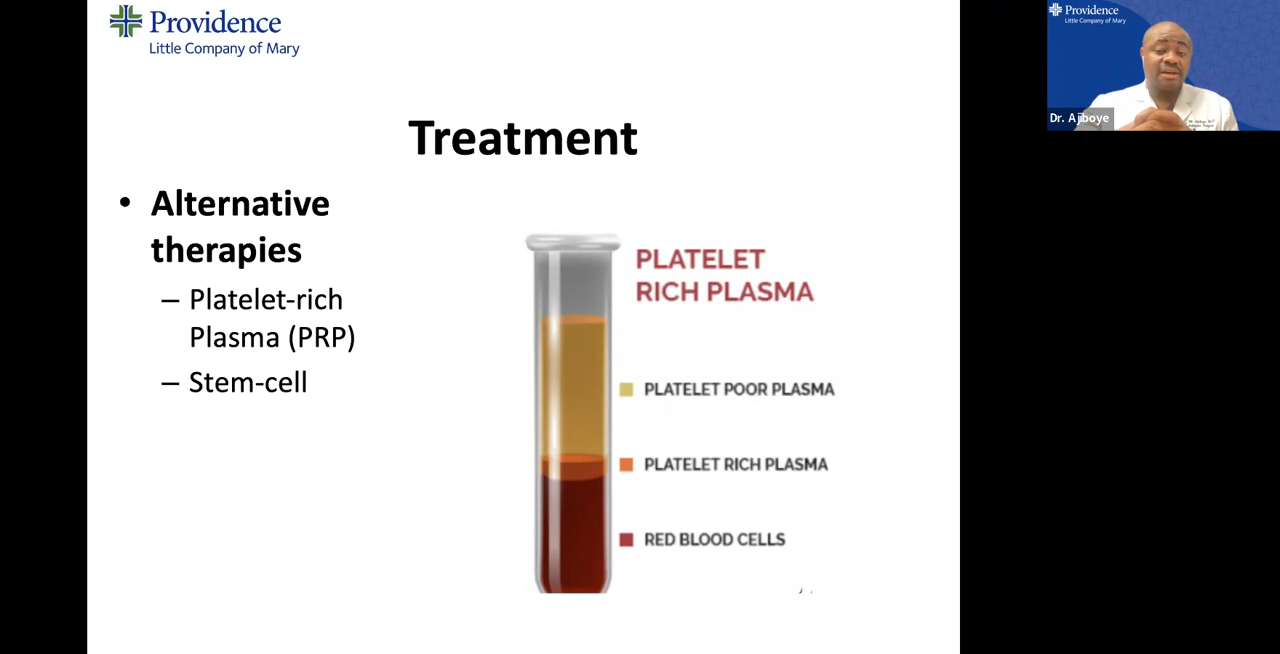 Providence
Little Company of Mary
Treatment
• Alternative
therapies
– Platelet-rich
Plasma (PRP)
– Stem-cell
PLATELET
RICH PLASMA
PLATELET POOR PLASMA
PLATELET RICH PLASMA
RED BLOOD CELLS
Providence
Little Company of Mary
Dr. Ajiboye